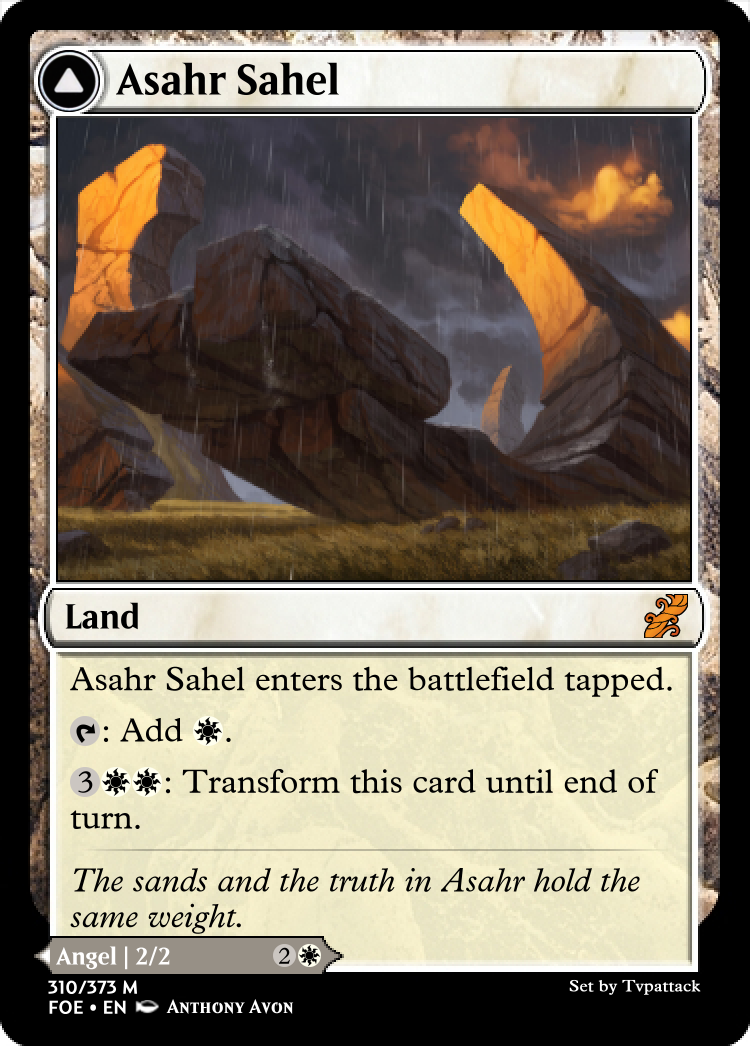 Asahr Sahel
Land
Asahr Sahel enters the battlefield tapped.
: Add .
3: Transform this card until end of
turn.
The sands and the truth in Asahr hold the
same weight.
Angel | 2/2 2
310/373 M
Set by Tvpattack
FOE • EN Anthony Avon